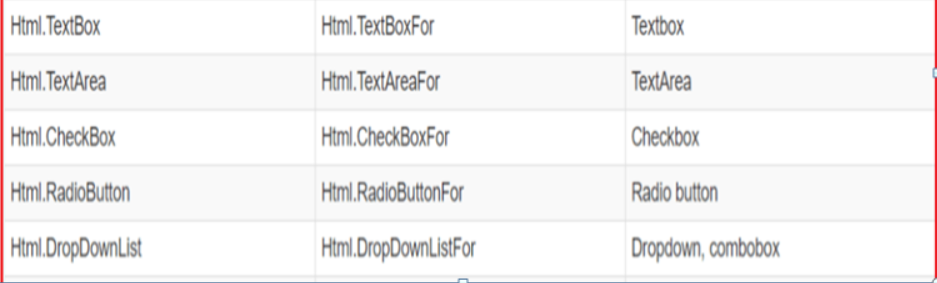 Html.TextBox Html.TextBoxFor Textbox
Html.TextArea Html.TextAreaFor TextArea
Html.CheckBox Html.CheckBoxFor Checkbox
Html.RadioButton Html.RadioButtonFor Radio button
Html.DropDownList Html.DropDownListFor Dropdown, combobox